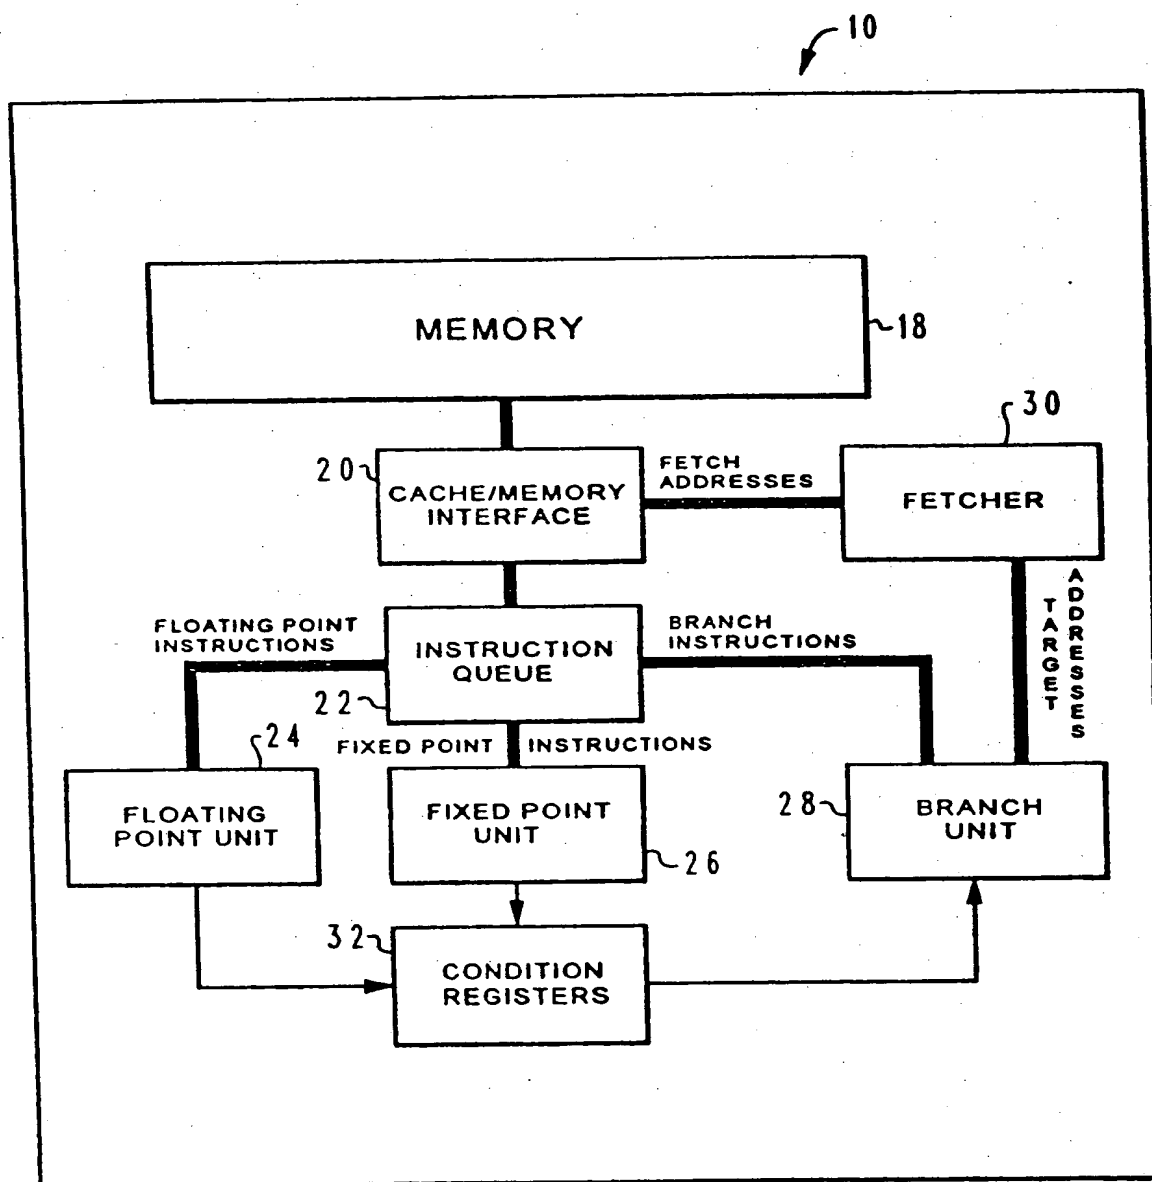 10
MEMORY
18
30
20
FETCH
ADDRESSES
CACHE/MEMORY
INTERFACE
FETCHER
FLOATING POINT
INSTRUCTIONS
INSTRUCTION
QUEUE
BRANCH
INSTRUCTIONS
TARGET
ADDRESSES
22
24
FIXED POINT INSTRUCTIONS
FLOATING
POINT UNIT
FIXED POINT
UNIT
26
28
BRANCH
UNIT
32
CONDITION
REGISTERS